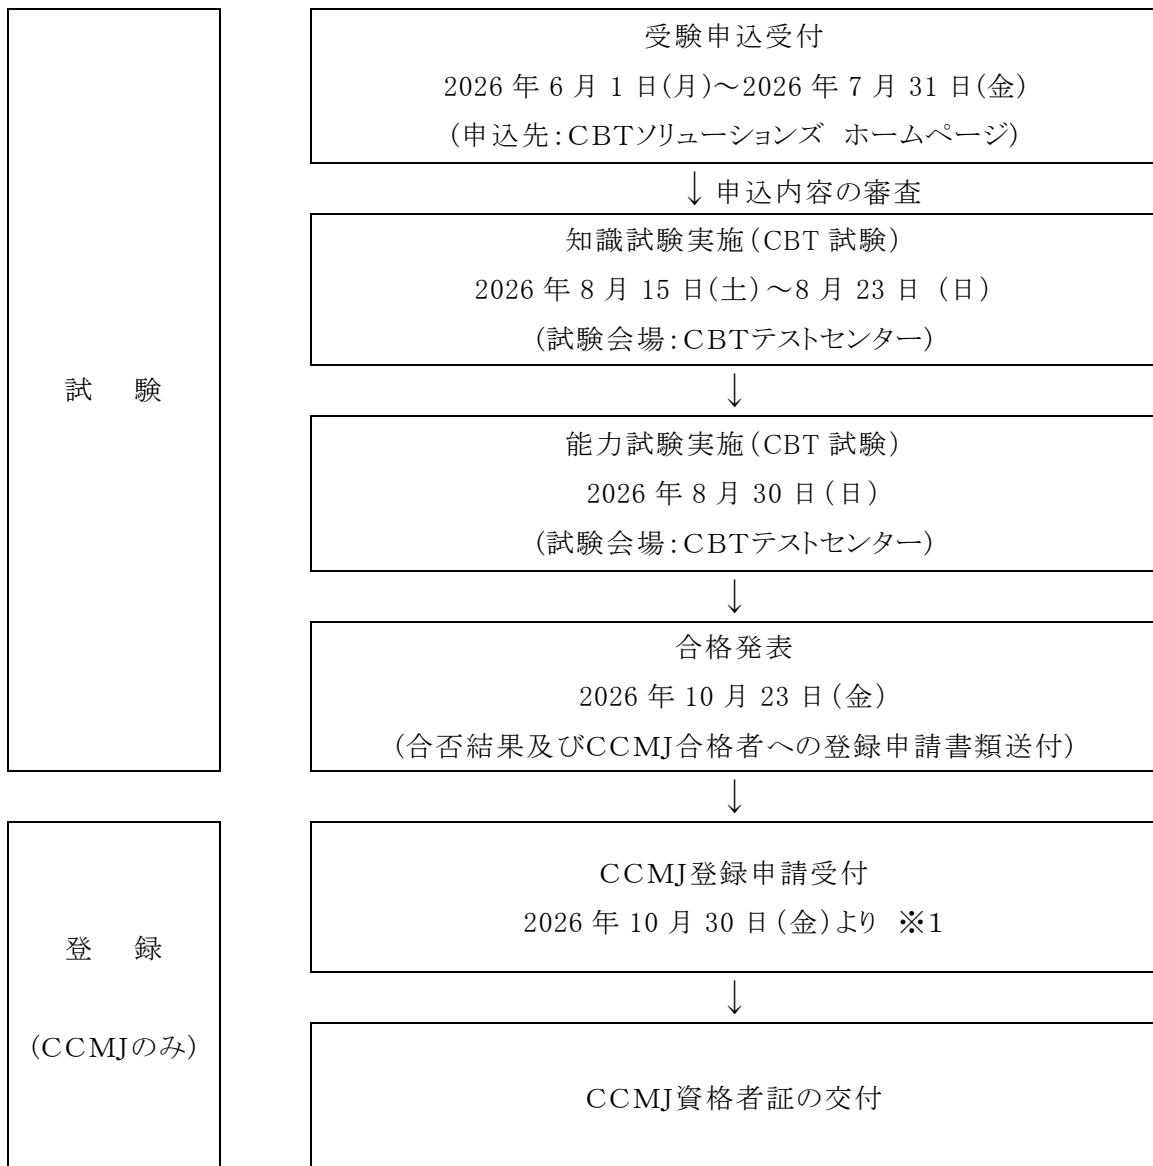 試　験
受験申込受付
2026 年 6 月 1 日(月)～2026 年 7 月 31 日(金)
(申込先:CBTソリューションズ　ホームページ)
↓ 申込内容の審査
知識試験実施(CBT 試験)
2026 年 8 月 15 日(土)～8 月 23 日 (日)
(試験会場:CBTテストセンター)
↓
能力試験実施(CBT 試験)
2026 年 8 月 30 日(日)
(試験会場:CBTテストセンター)
↓
合格発表
2026 年 10 月 23 日(金)
(合否結果及びCCMJ合格者への登録申請書類送付)
↓
登　録
(CCMJのみ)
CCMJ登録申請受付
2026 年 10 月 30 日(金)より　※1
↓
CCMJ資格者証の交付